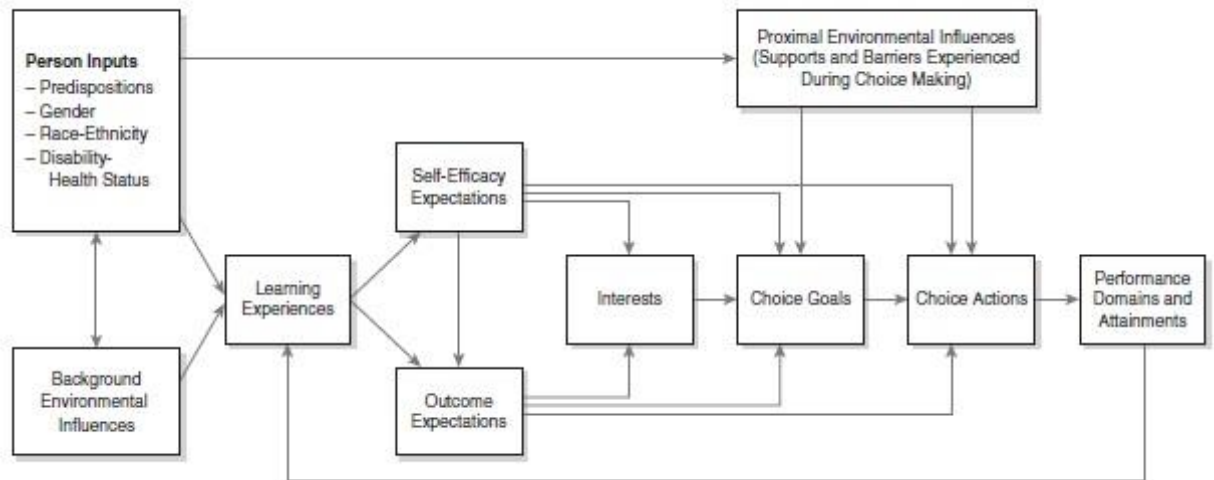 Person Inputs
– Predispositions
– Gender
– Race-Ethnicity
– Disability-
Health Status
Proximal Environmental Influences
(Supports and Barriers Experienced
During Choice Making)
Self-Efficacy
Expectations
Learning
Experiences
Interests
Choice Goals
Choice Actions
Performance
Domains and
Attainments
Background
Environmental
Influences
Outcome
Expectations